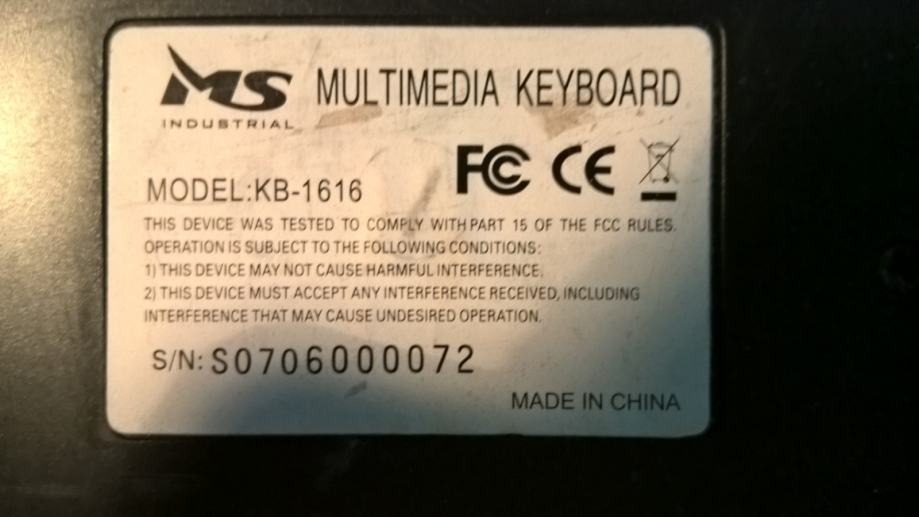 MS MULTIMEDIA KEYBOARD
INDUSTRIAL
FC CE
MODEL:KB-1616
THIS DEVICE WAS TESTED TO COMPLY WITH PART 15 OF THE FCC RULES.
OPERATION IS SUBJECT TO THE FOLLOWING CONDITIONS:
1) THIS DEVICE MAY NOT CAUSE HARMFUL INTERFERENCE.
2) THIS DEVICE MUST ACCEPT ANY INTERFERENCE RECEIVED, INCLUDING
INTERFERENCE THAT MAY CAUSE UNDESIRED OPERATION.
S/N: S0706000072
MADE IN CHINA